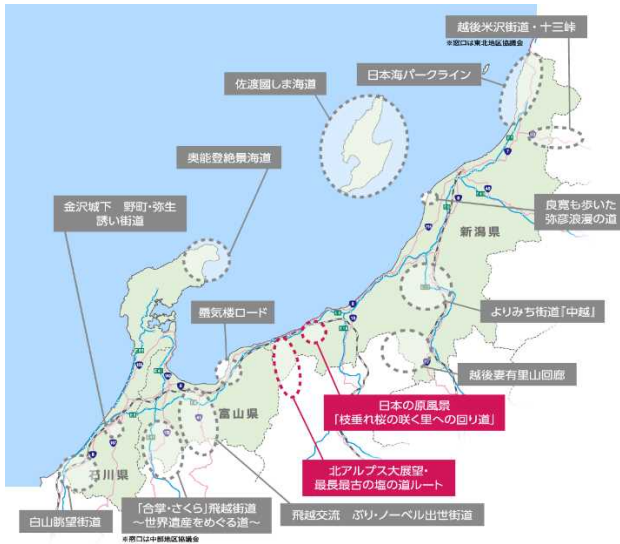 越後米沢街道・十三峠
※窓口は東北地区協議会
日本海パークライン
佐渡國しま海道
奥能登絶景海道
金沢城下 野町・弥生
誘い街道
良寛も歩いた
弥彦浪漫の道
新潟県
蜃気楼ロード
よりみち街道『中越』
越後妻有里山回廊
日本の原風景
「枝垂れ桜の咲く里への回り道」
富山県
北アルプス大展望・
最長最古の塩の道ルート
石川県
白山眺望街道
「合掌・さくら」飛越街道
～世界遺産をめぐる道～
※窓口は中部地区協議会
飛越交流 ぶり・ノーベル出世街道